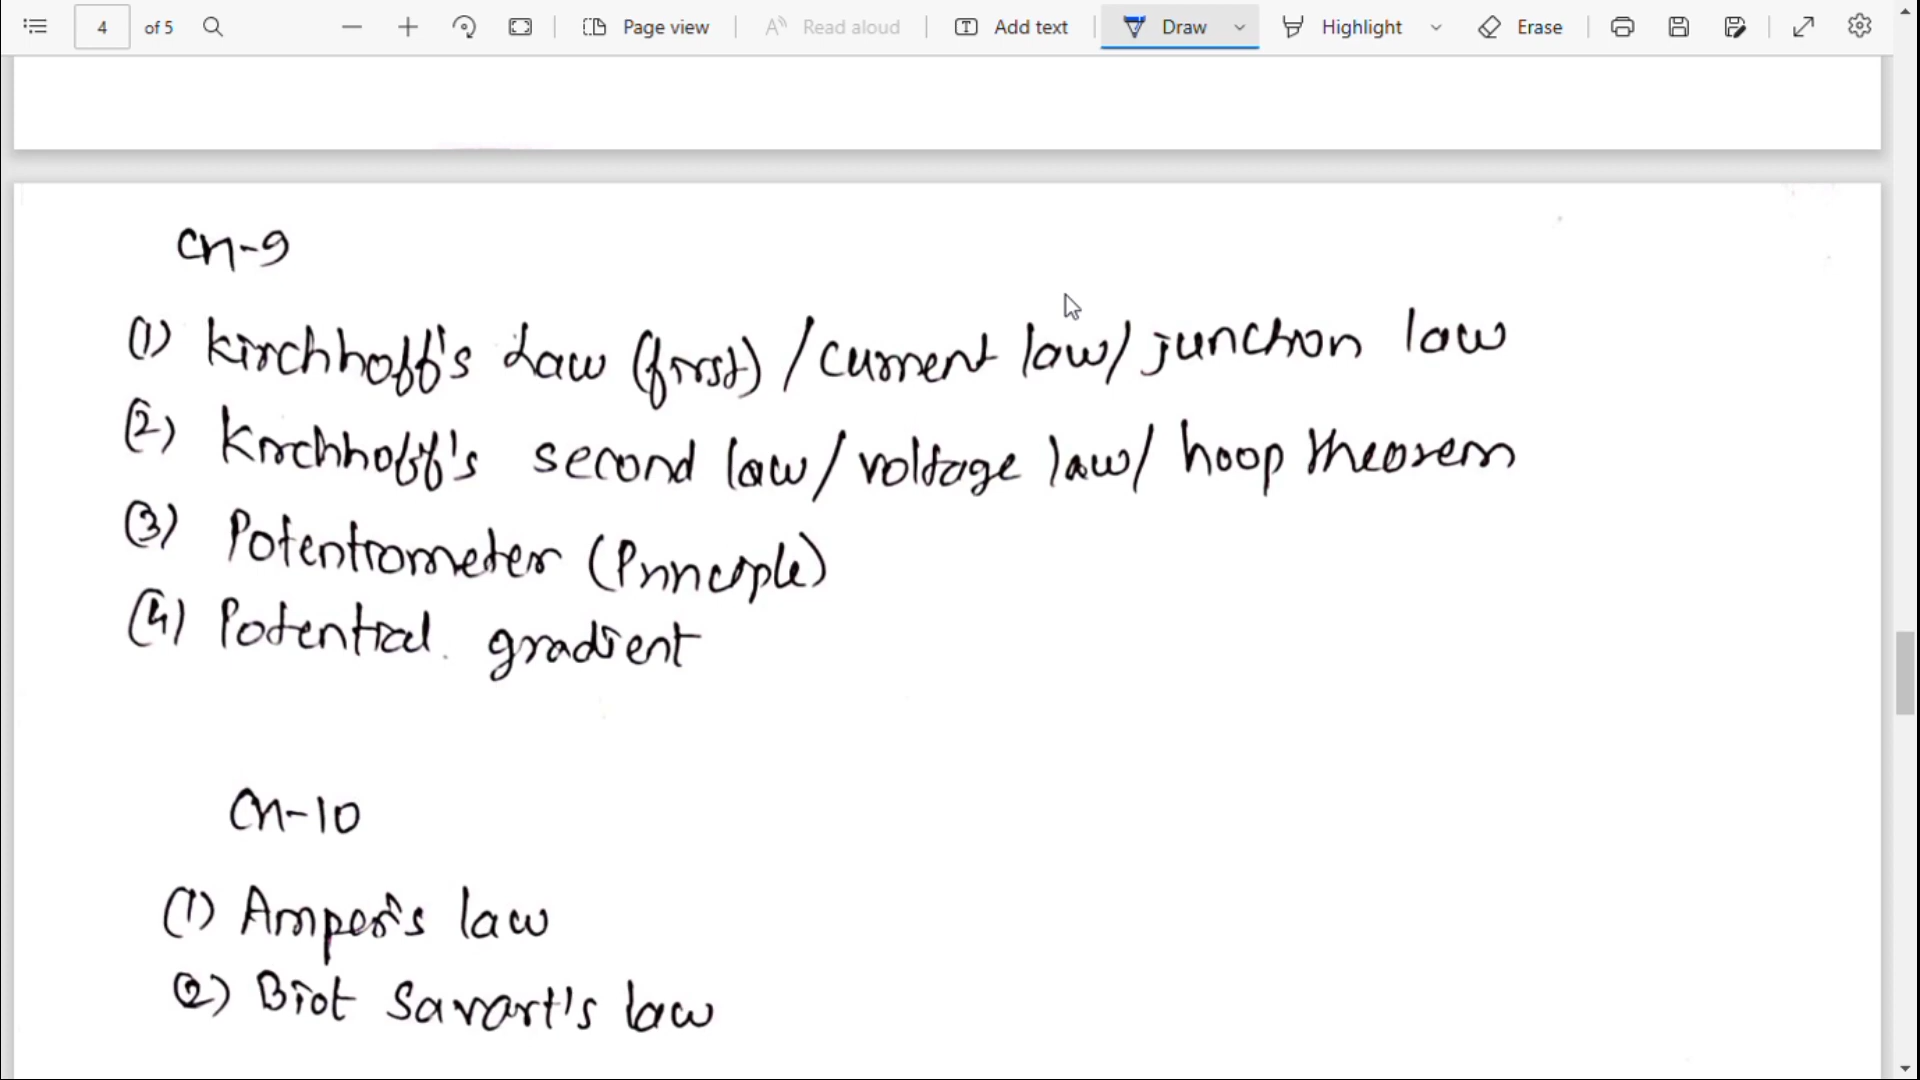 4 of 5 Page view Read aloud Add text Draw Highlight Erase
Ch-9
(1) Kirchhoff's Law (first) / current law / junction law
(2) Kirchhoff's second law / voltage law / hoop theorem
(3) Potentiometer (Principle)
(4) Potential gradient
Ch-10
(1) Amper's law
(2) Biot Savart's law